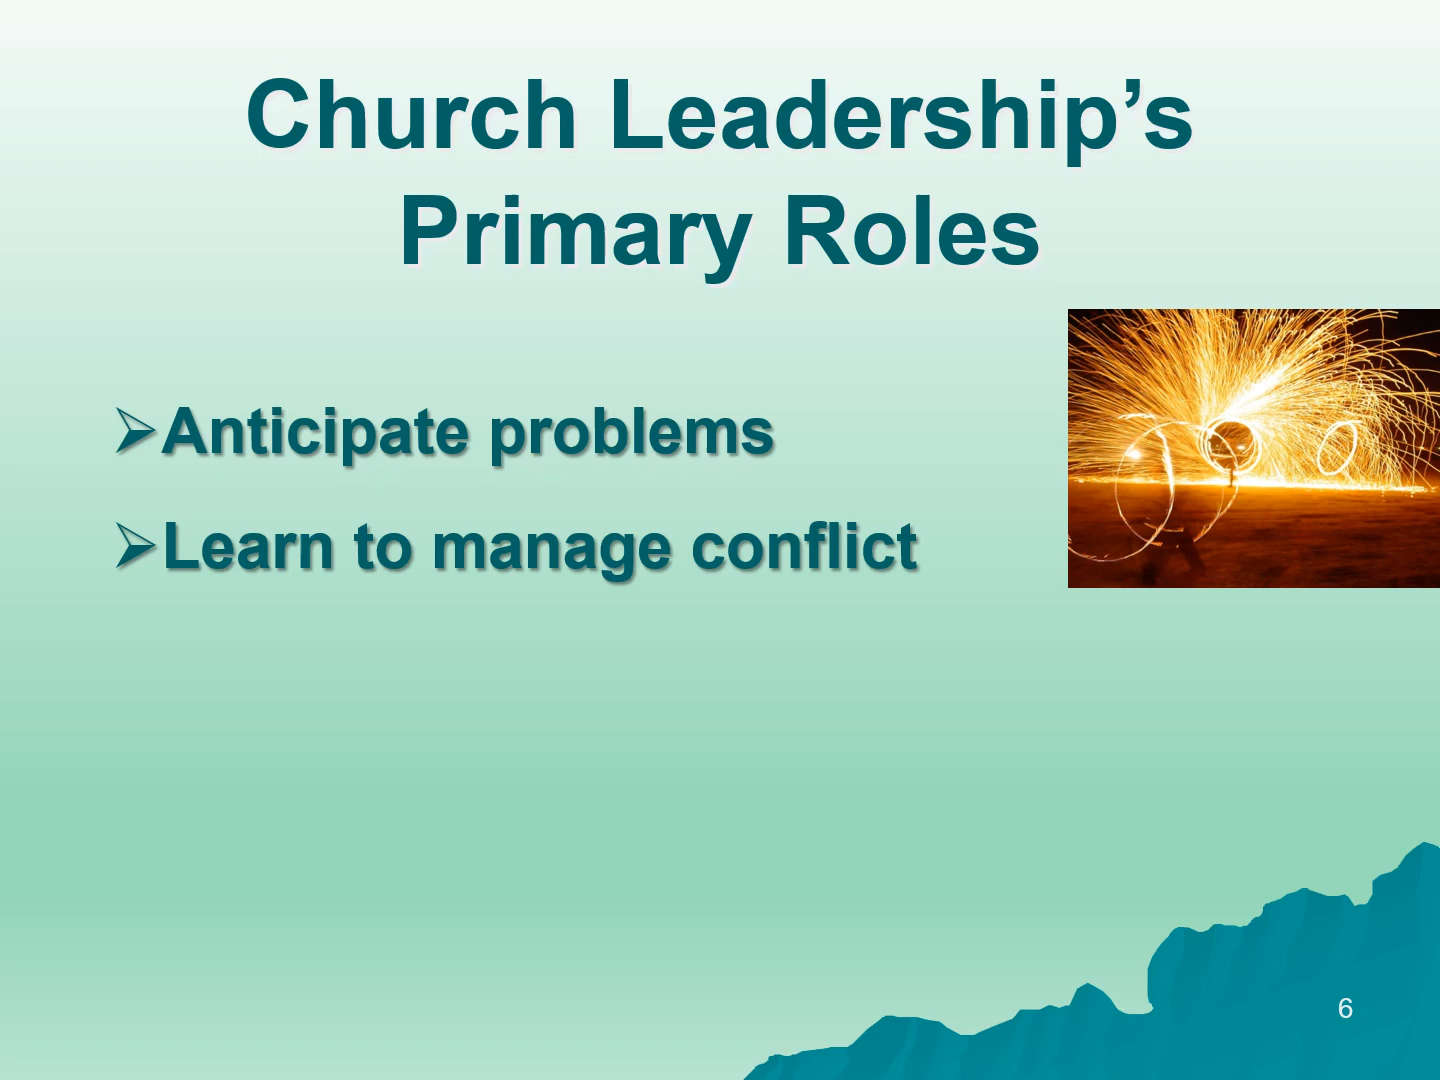 Church Leadership’s
Primary Roles
➢Anticipate problems
➢Learn to manage conflict
6